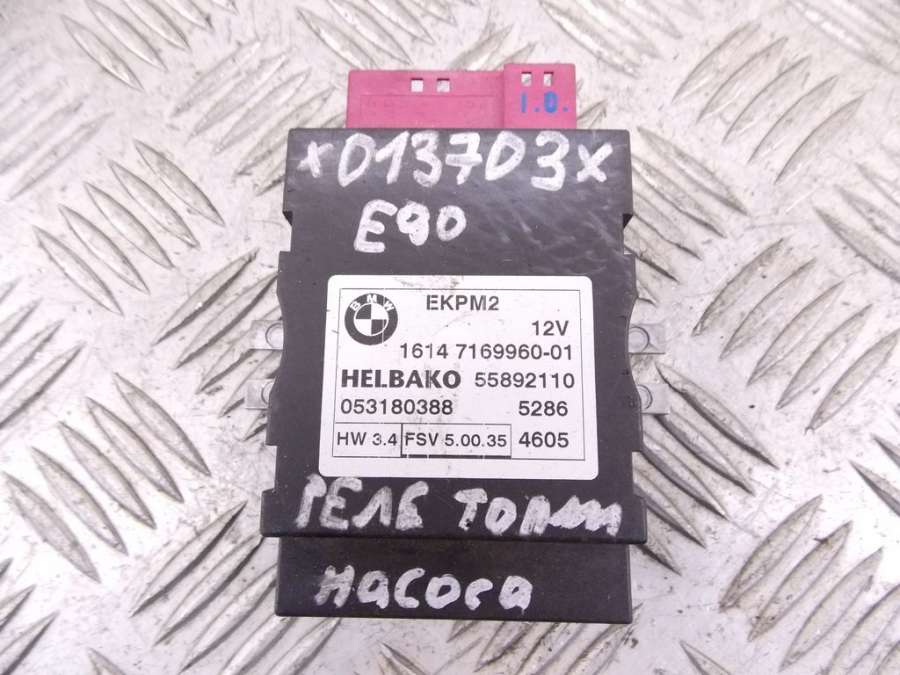 1.0.
x013703x
E90
BMW
EKPM2
12V
1614 7169960-01
HELBAKO 55892110
053180388 5286
HW 3.4 FSV 5.00.35 4605
РЕЛЕ ТОПЛ
насоса